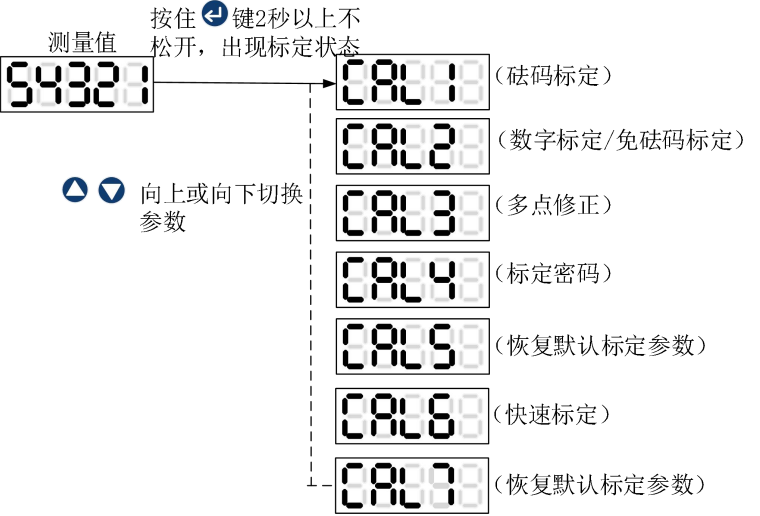 按住 键2秒以上不
松开，出现标定状态
测量值
54321
CAL1
（砝码标定）
CAL2
（数字标定/免砝码标定）
向上或向下切换
参数
CAL3
（多点修正）
CAL4
（标定密码）
CAL5
（恢复默认标定参数）
CAL6
（快速标定）
CAL7
（恢复默认标定参数）